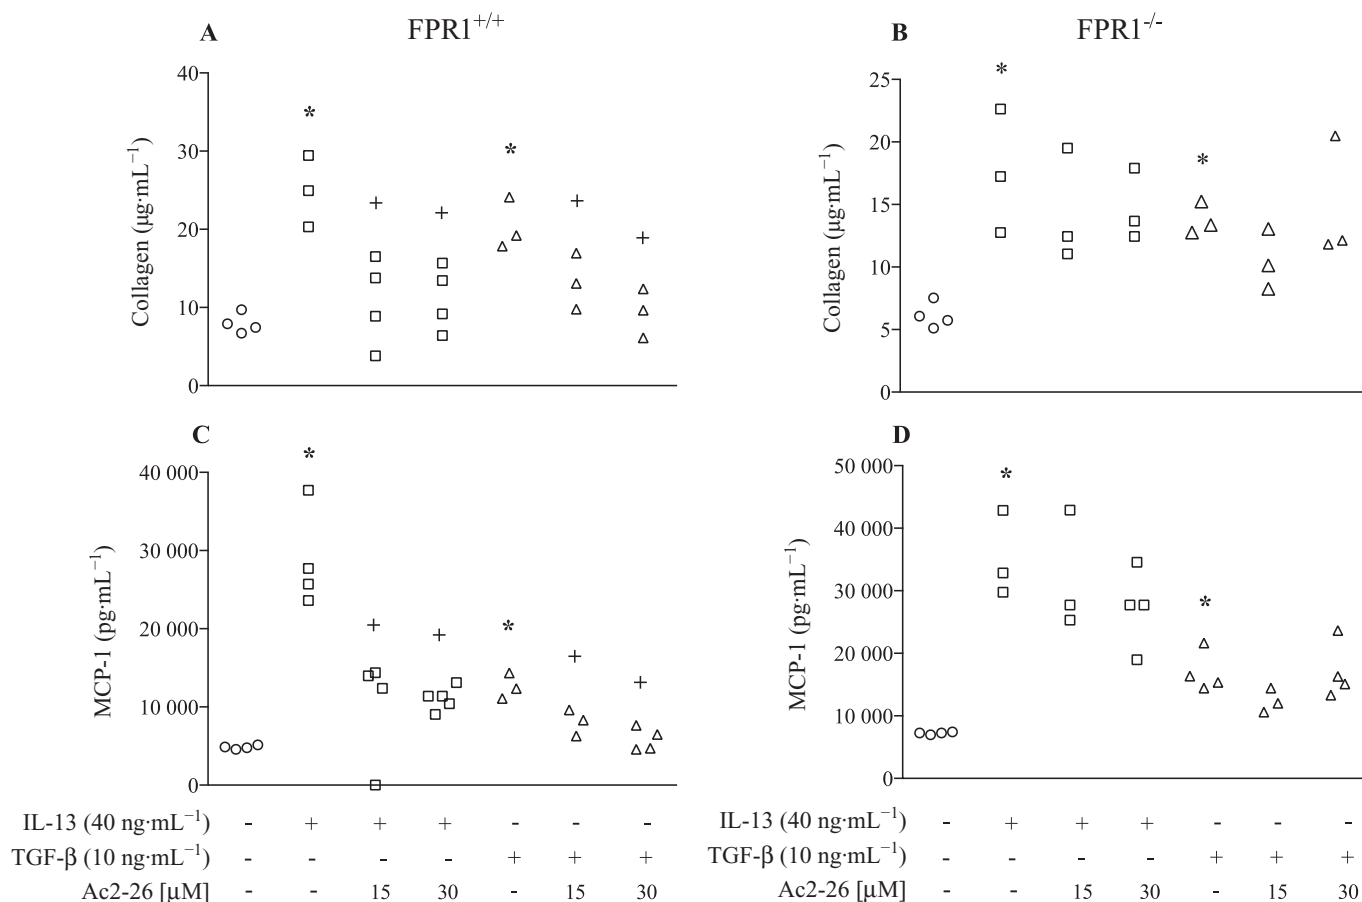 A FPR1+/+
40
30
20
10
0
Collagen (µg·mL−1)
* + + * + +
B FPR1-/-
25
20
15
10
5
0
Collagen (µg·mL−1)
* *
C
40 000
30 000
20 000
10 000
0
MCP-1 (pg·mL−1)
* + + * + +
D
50 000
40 000
30 000
20 000
10 000
0
MCP-1 (pg·mL−1)
* *
IL-13 (40 ng·mL−1) - + + + - - -
TGF-β (10 ng·mL−1) - - - - + + +
Ac2-26 [µM] - - 15 30 - 15 30
IL-13 (40 ng·mL−1) - + + + - - -
TGF-β (10 ng·mL−1) - - - - + + +
Ac2-26 [µM] - - 15 30 - 15 30